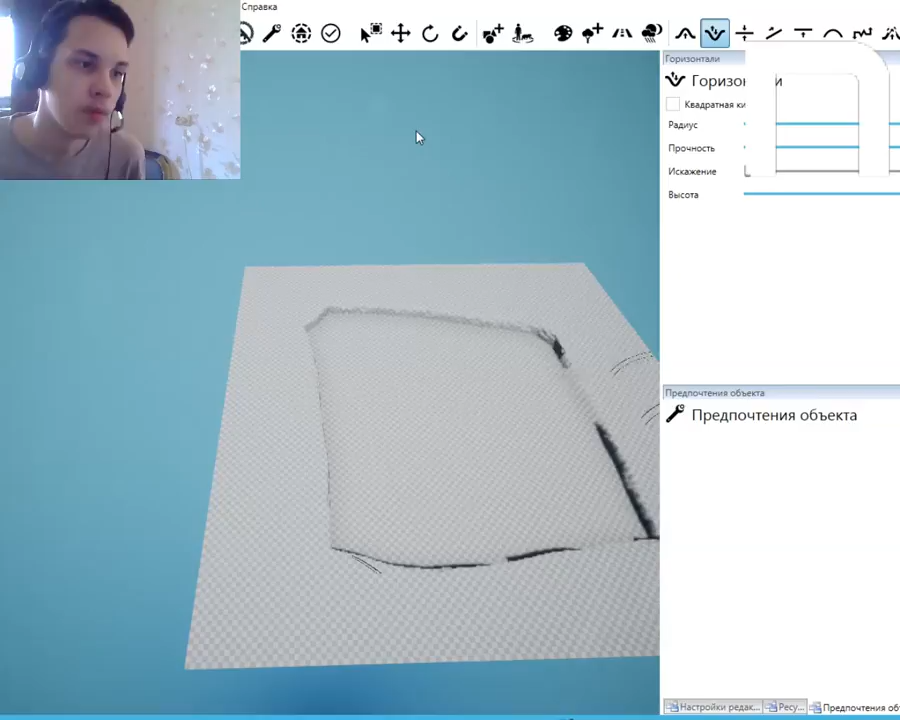 Справка
Горизонтали
Горизон и
Квадратная ки
Радиус
Прочность
Искажение
Высота
Предпочтения объекта
Предпочтения объекта
Настройки редак...
Ресу...
Предпочтения об